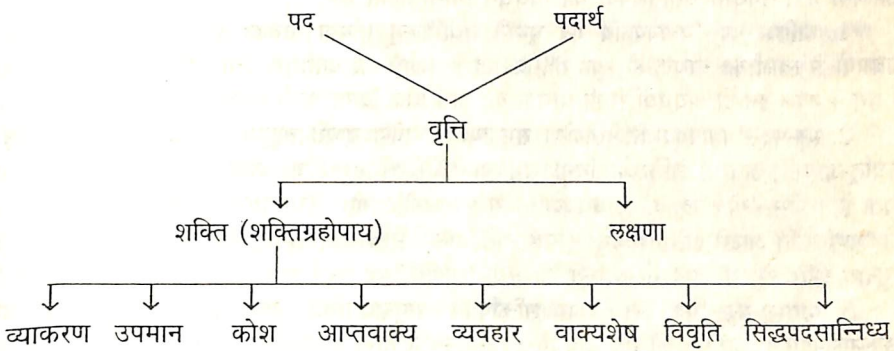 पद पदार्थ
वृत्ति
शक्ति (शक्तिग्रहोपाय) लक्षणा
व्याकरण उपमान कोश आप्तवाक्य व्यवहार वाक्यशेष विवृति सिद्धपदसान्निध्य